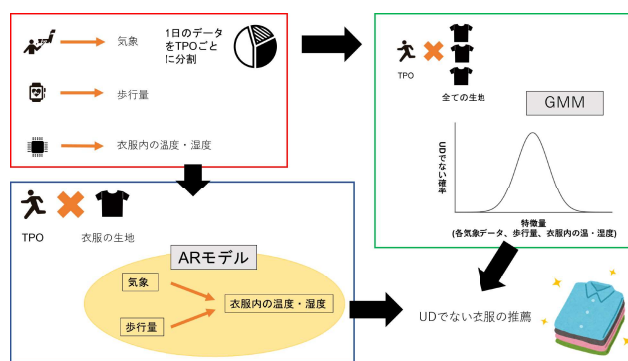 気象
1日のデータ
をTPOごと
に分割
歩行量
衣服内の温度・湿度
TPO
全ての生地
GMM
UDでない確率
特徴量
(各気象データ、歩行量、衣服内の温・湿度)
TPO
衣服の生地
ARモデル
気象
衣服内の温度・湿度
歩行量
UDでない衣服の推薦